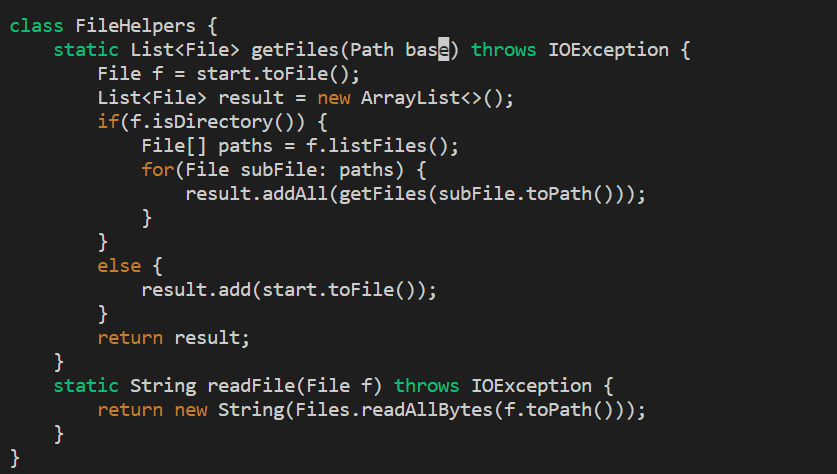 class FileHelpers {
    static List<File> getFiles(Path base) throws IOException {
        File f = start.toFile();
        List<File> result = new ArrayList<>();
        if(f.isDirectory()) {
            File[] paths = f.listFiles();
            for(File subFile: paths) {
                result.addAll(getFiles(subFile.toPath()));
            }
        }
        else {
            result.add(start.toFile());
        }
        return result;
    }
    static String readFile(File f) throws IOException {
        return new String(Files.readAllBytes(f.toPath()));
    }
}